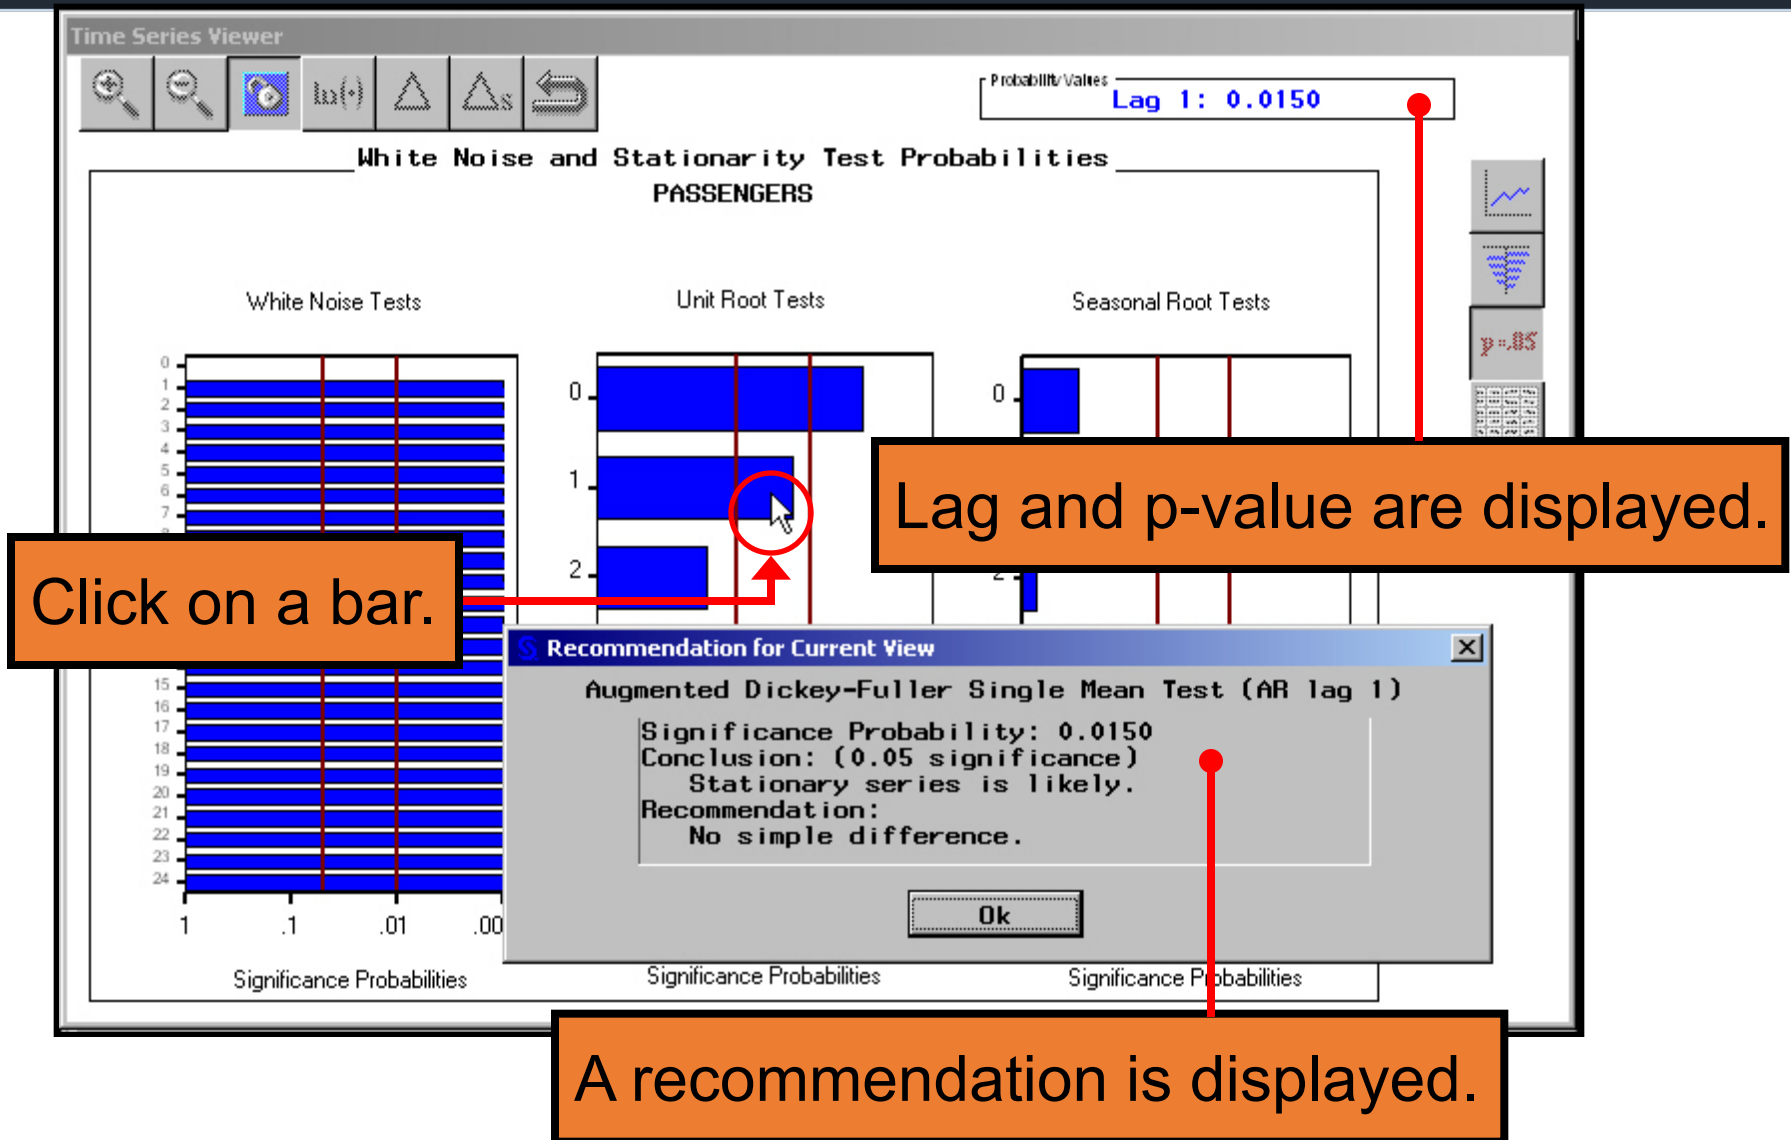 Time Series Viewer
ln(·)
△s
Probability Values
Lag 1: 0.0150
White Noise and Stationarity Test Probabilities
PASSENGERS
White Noise Tests
Unit Root Tests
Seasonal Root Tests
p=.05
0
1
2
3
4
5
6
7
15
16
17
18
19
20
21
22
23
24
1
.1
.01
.00
Significance Probabilities
0
1
2
Significance Probabilities
0
2
Significance Probabilities
Lag and p-value are displayed.
Click on a bar.
Recommendation for Current View
Augmented Dickey-Fuller Single Mean Test (AR lag 1)
Significance Probability: 0.0150
Conclusion: (0.05 significance)
Stationary series is likely.
Recommendation:
No simple difference.
Ok
A recommendation is displayed.